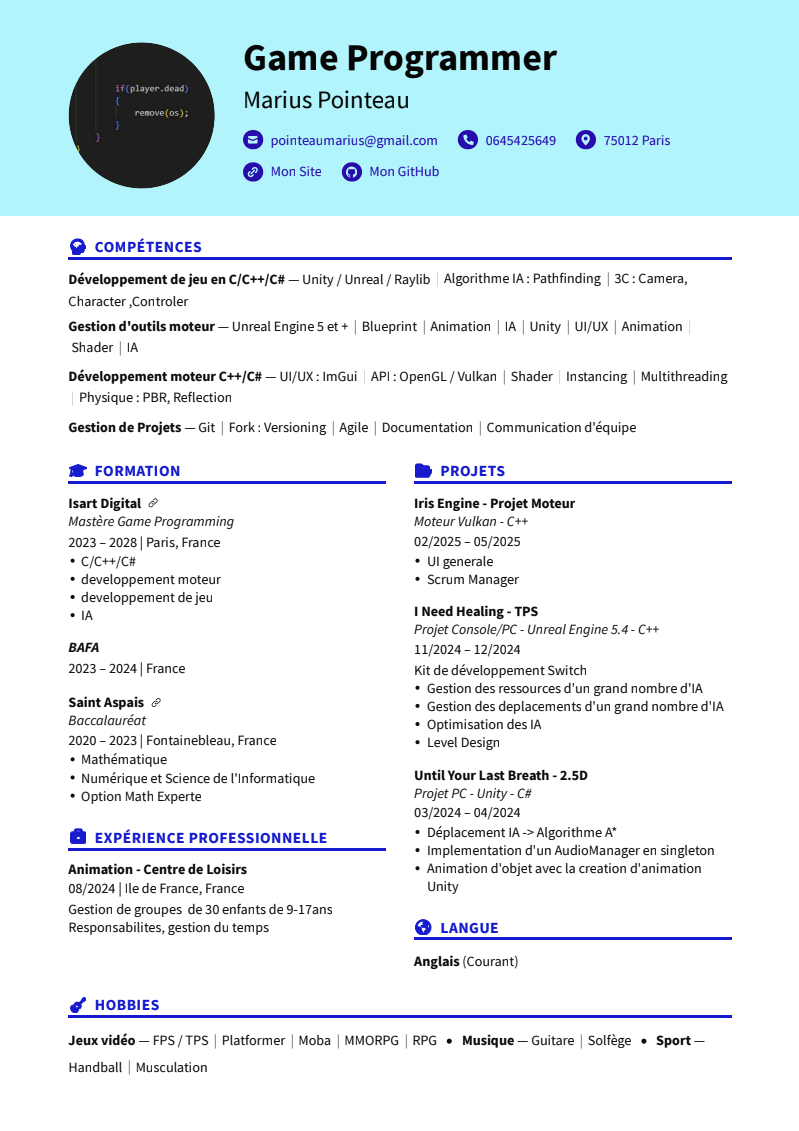 Game Programmer
Marius Pointeau
if(player.dead)
{
remove(os);
}
}
}
pointeaumarius@gmail.com 0645425649 75012 Paris
Mon Site Mon GitHub
COMPÉTENCES
Développement de jeu en C/C++/C# — Unity / Unreal / Raylib | Algorithme IA : Pathfinding | 3C : Camera,
Character ,Controler
Gestion d'outils moteur — Unreal Engine 5 et + | Blueprint | Animation | IA | Unity | UI/UX | Animation |
Shader | IA
Développement moteur C++/C# — UI/UX : ImGui | API : OpenGL / Vulkan | Shader | Instancing | Multithreading
| Physique : PBR, Reflection
Gestion de Projets — Git | Fork : Versioning | Agile | Documentation | Communication d'équipe
FORMATION
Isart Digital
Mastère Game Programming
2023 – 2028 | Paris, France
• C/C++/C#
• developpement moteur
• developpement de jeu
• IA
BAFA
2023 – 2024 | France
Saint Aspais
Baccalauréat
2020 – 2023 | Fontainebleau, France
• Mathématique
• Numérique et Science de l'Informatique
• Option Math Experte
EXPÉRIENCE PROFESSIONNELLE
Animation - Centre de Loisirs
08/2024 | Ile de France, France
Gestion de groupes de 30 enfants de 9-17ans
Responsabilites, gestion du temps
PROJETS
Iris Engine - Projet Moteur
Moteur Vulkan - C++
02/2025 – 05/2025
• UI generale
• Scrum Manager
I Need Healing - TPS
Projet Console/PC - Unreal Engine 5.4 - C++
11/2024 – 12/2024
Kit de développement Switch
• Gestion des ressources d'un grand nombre d'IA
• Gestion des deplacements d'un grand nombre d'IA
• Optimisation des IA
• Level Design
Until Your Last Breath - 2.5D
Projet PC - Unity - C#
03/2024 – 04/2024
• Déplacement IA -> Algorithme A*
• Implementation d'un AudioManager en singleton
• Animation d'objet avec la creation d'animation
Unity
LANGUE
Anglais (Courant)
HOBBIES
Jeux vidéo — FPS / TPS | Platformer | Moba | MMORPG | RPG • Musique — Guitare | Solfège • Sport —
Handball | Musculation